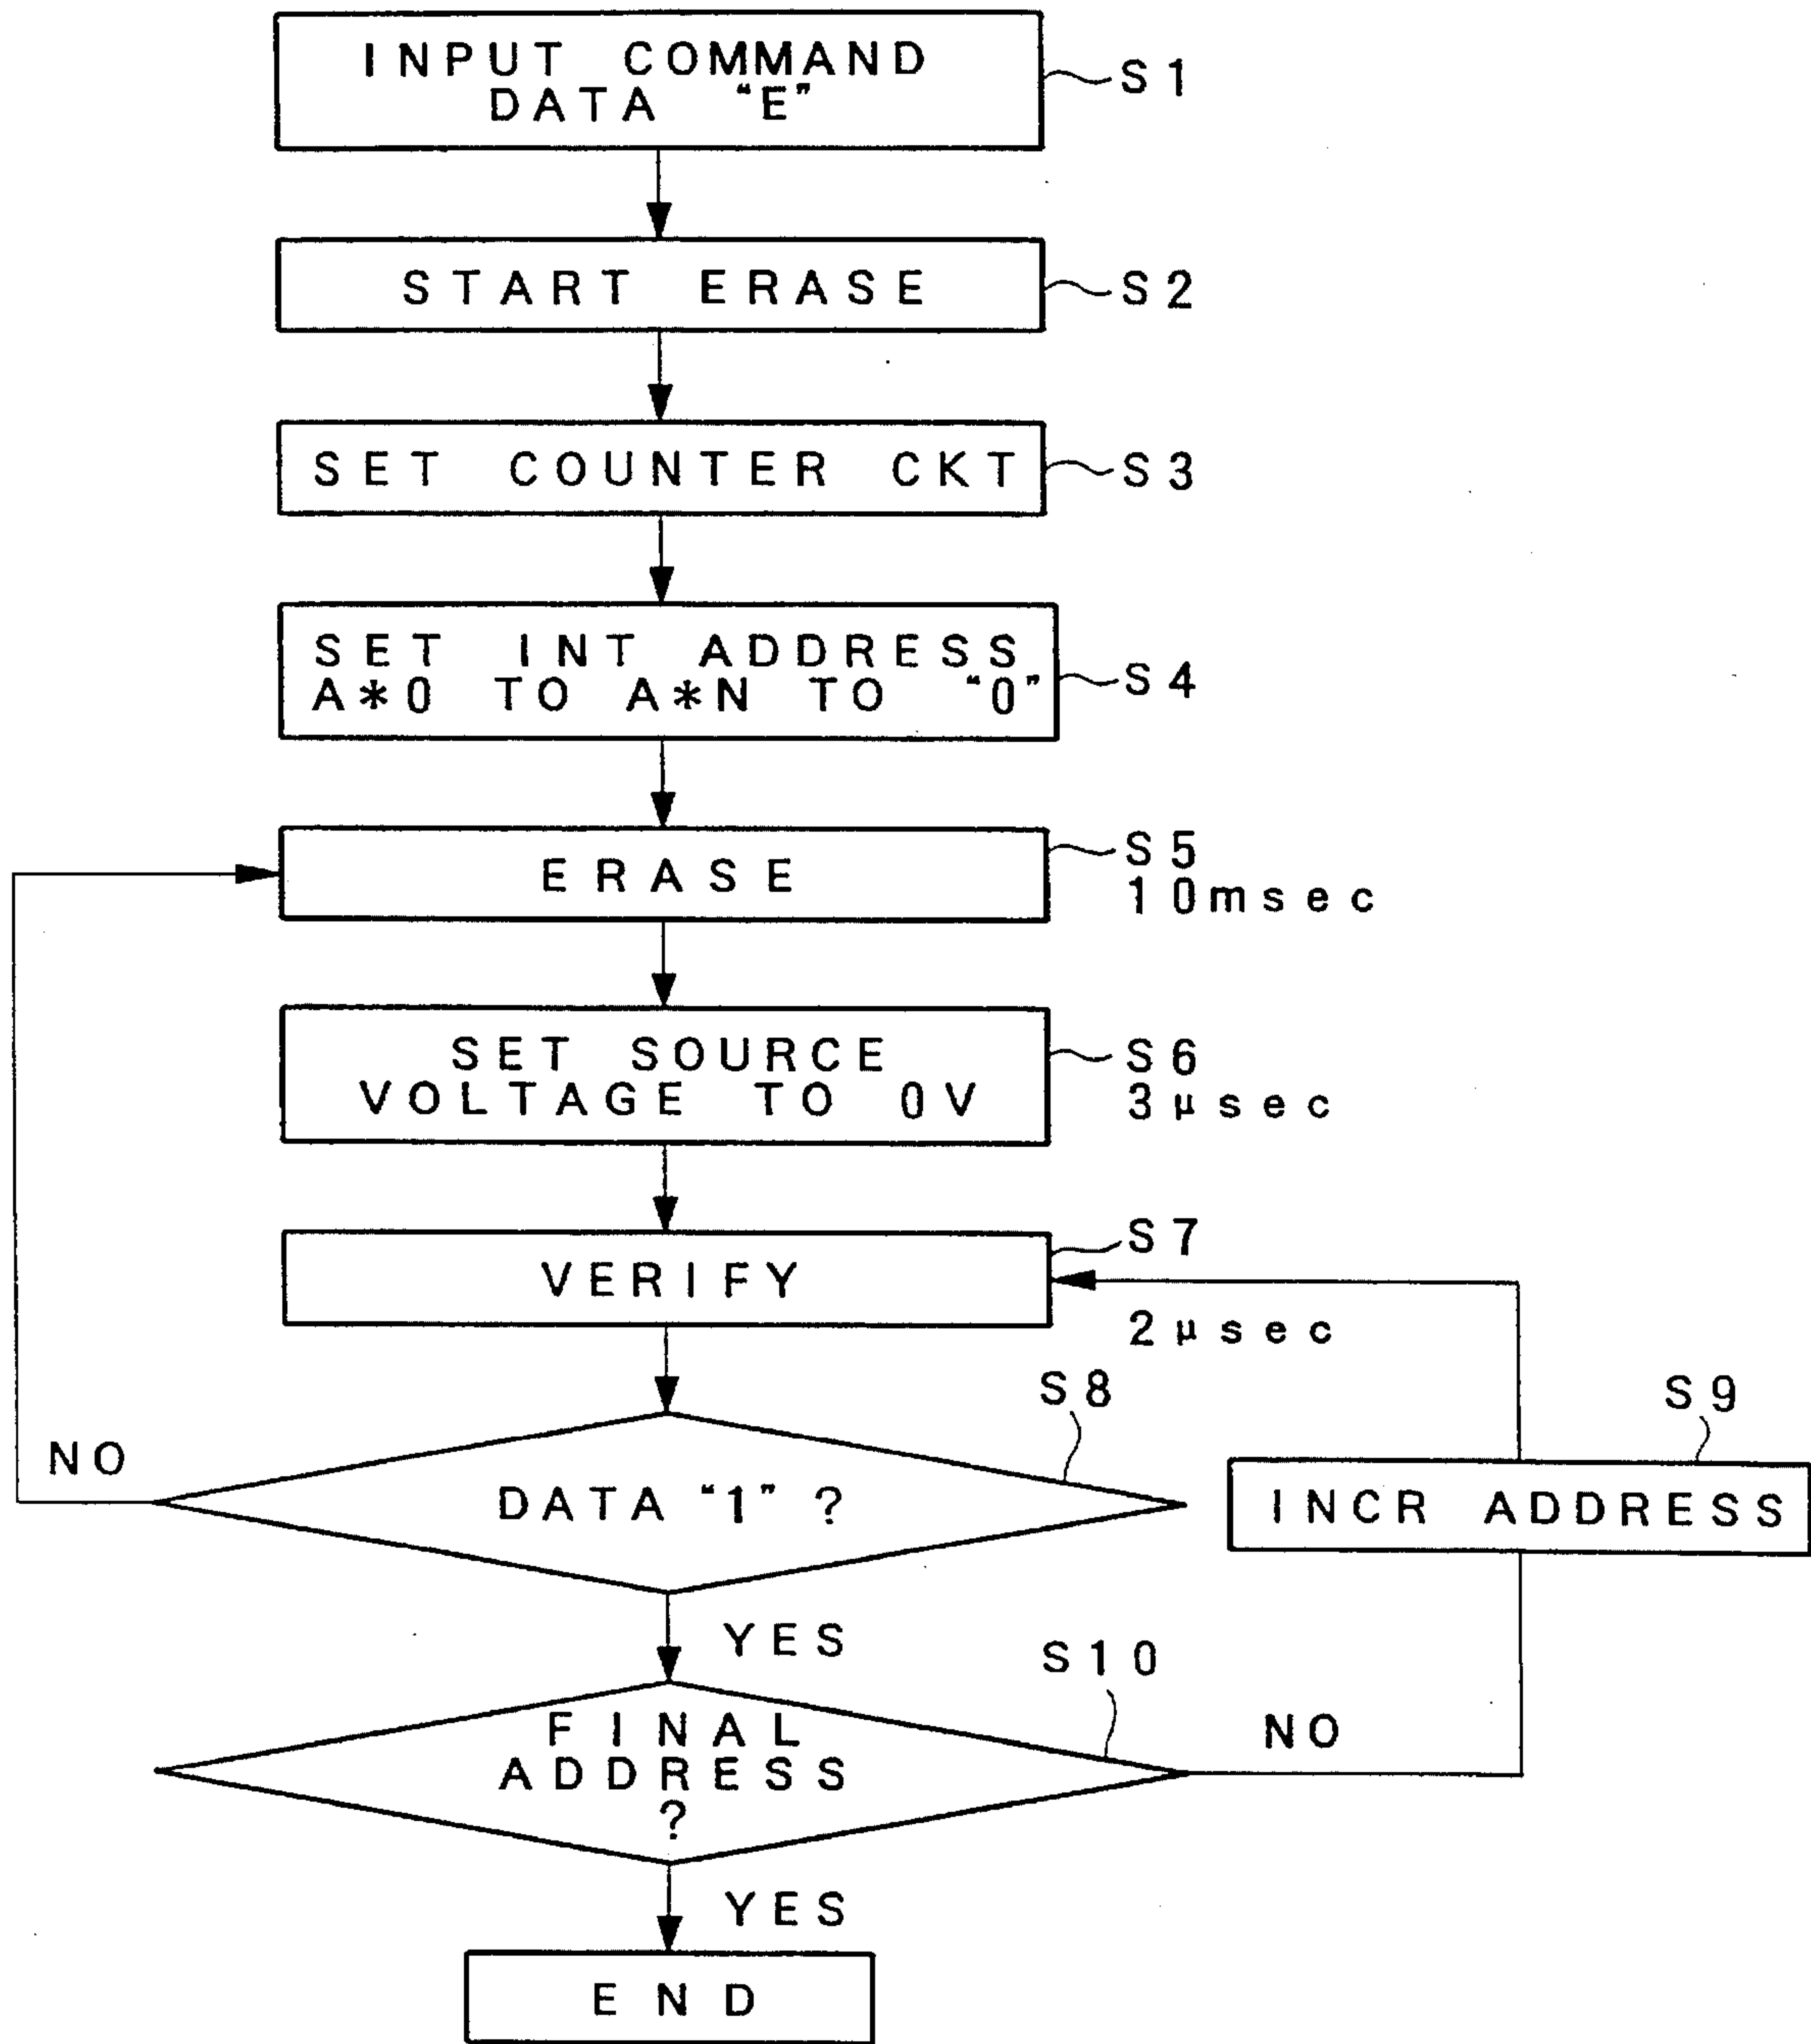 INPUT COMMAND
DATA “E”
S1
START ERASE
S2
SET COUNTER CKT
S3
SET INT ADDRESS
A*0 TO A*N TO “0”
S4
ERASE
S5
10msec
SET SOURCE
VOLTAGE TO 0V
S6
3μsec
VERIFY
S7
2μsec
S8
S9
NO
DATA “1” ?
INCR ADDRESS
YES
S10
FINAL
ADDRESS
?
NO
YES
END